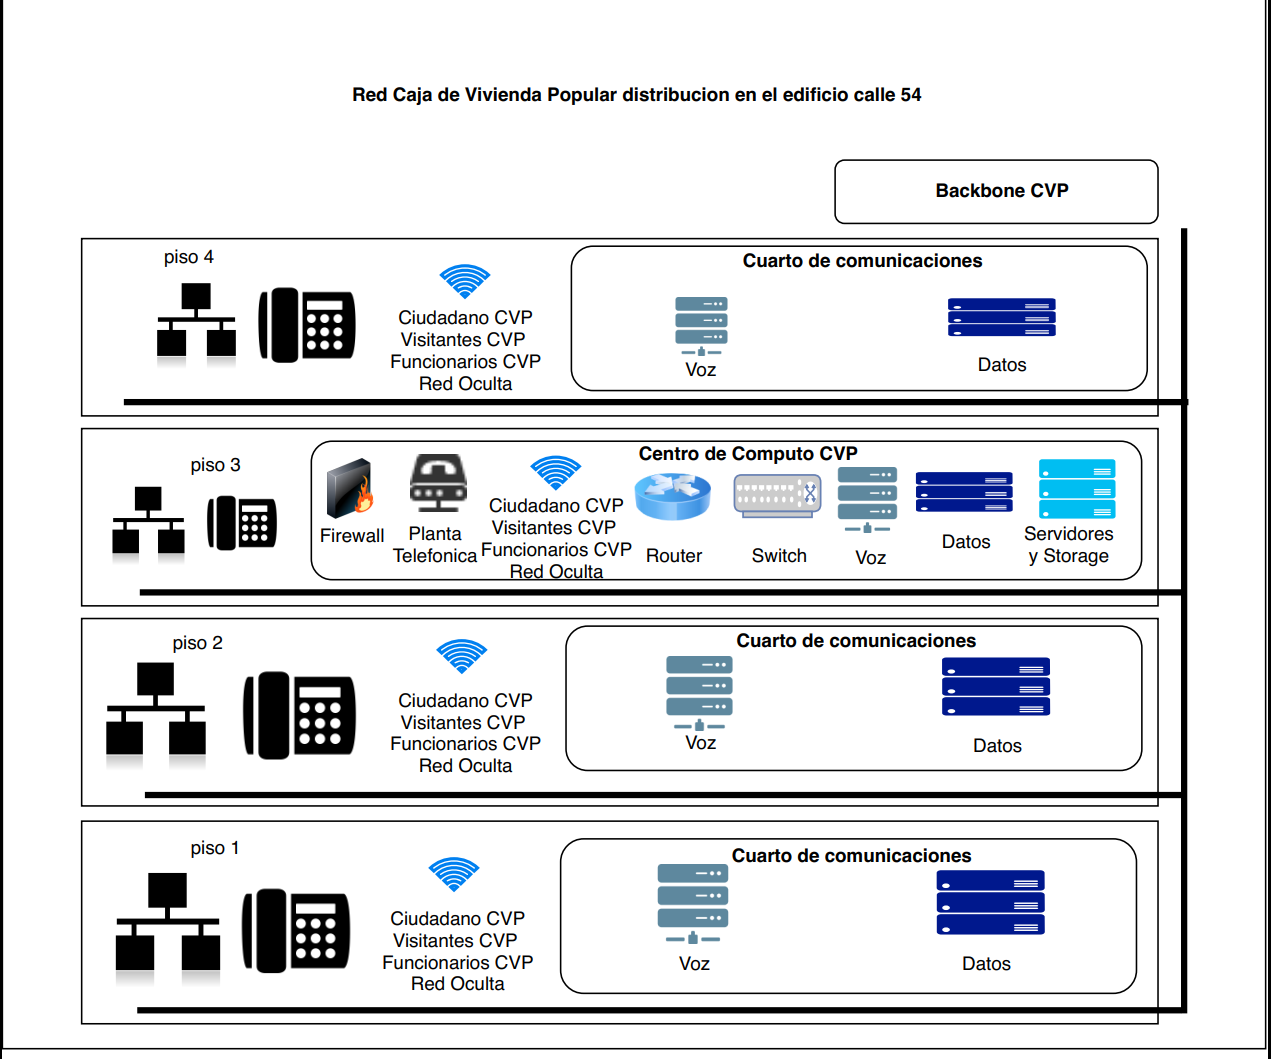 Red Caja de Vivienda Popular distribucion en el edificio calle 54
Backbone CVP
piso 4
Ciudadano CVP
Visitantes CVP
Funcionarios CVP
Red Oculta
Cuarto de comunicaciones
Voz
Datos
piso 3
Centro de Computo CVP
Firewall
Planta
Telefonica
Ciudadano CVP
Visitantes CVP
Funcionarios CVP
Red Oculta
Router
Switch
Voz
Datos
Servidores
y Storage
piso 2
Ciudadano CVP
Visitantes CVP
Funcionarios CVP
Red Oculta
Cuarto de comunicaciones
Voz
Datos
piso 1
Ciudadano CVP
Visitantes CVP
Funcionarios CVP
Red Oculta
Cuarto de comunicaciones
Voz
Datos